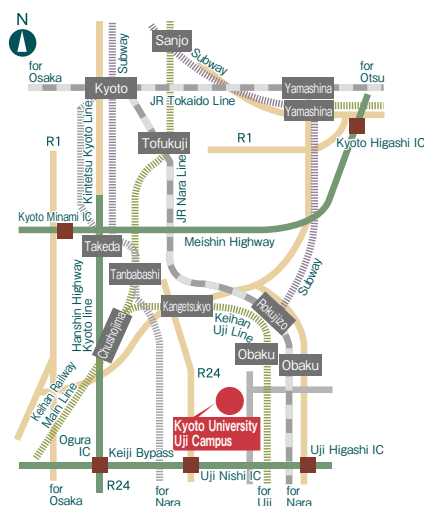 N
Sanjo
Subway
Subway
for
Osaka
Kyoto
Yamashina
for
Otsu
JR Tokaido Line
Yamashina
R1
Kintetsu Kyoto Line
Tofukuji
R1
Kyoto Higashi IC
JR Nara Line
Kyoto Minami IC
Takeda
Meishin Highway
Tanbabashi
Subway
Hanshin Highway
Kyoto line
Chushojima
Kangetsukyo
Rokujizo
Keihan
Uji Line
Obaku
Obaku
Keihan Railway
Main Line
R24
Kyoto University
Uji Campus
Ogura
IC
Keiji Bypass
Uji Nishi IC
Uji Higashi IC
for
Osaka
R24
for
Nara
for
Uji
for
Nara